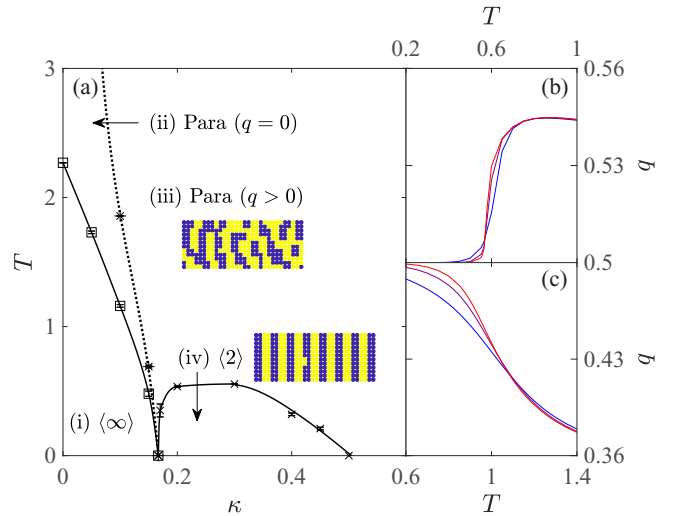 T
0.2 0.6 1
3 (a) (b) 0.56
(ii) Para (q = 0)
2 0.53
(iii) Para (q > 0)
q
T
0.5
1 (c)
(iv) ⟨2⟩ 0.43
q
(i) ⟨∞⟩
0 0.36
0 0.2 0.4 0.6 1 1.4
κ T